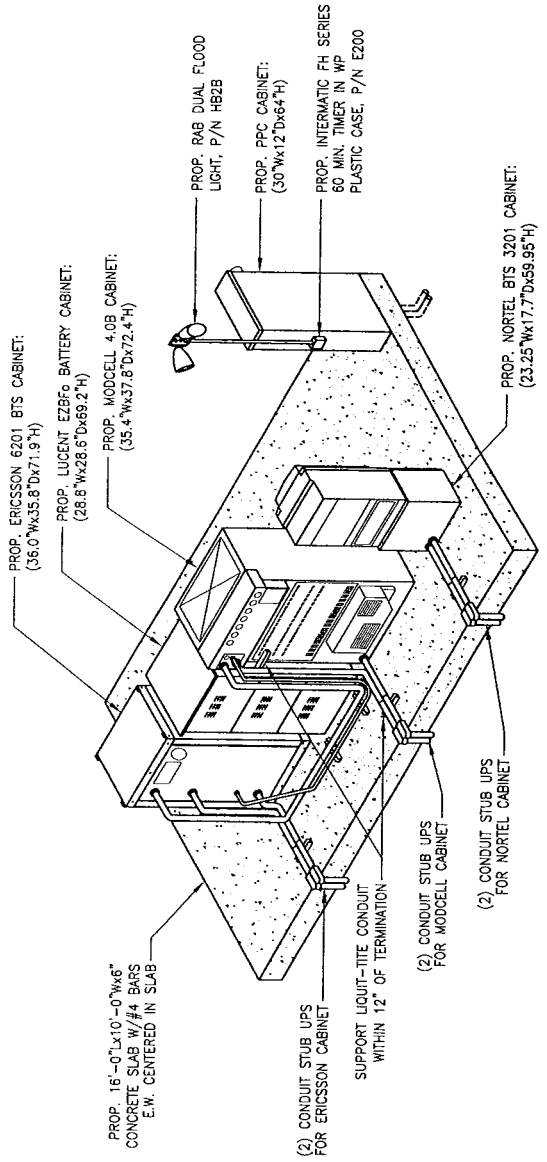 PROP. ERICSSON 6201 BTS CABINET:
(36.0"Wx35.8"Dx71.9"H)
PROP. LUCENT EZBFo BATTERY CABINET:
(28.8"Wx28.6"Dx69.2"H)
PROP. MODCELL 4.0B CABINET:
(35.4"Wx37.8"Dx72.4"H)
PROP. RAB DUAL FLOOD
LIGHT, P/N HB2B
PROP. PPC CABINET:
(30"Wx12"Dx64"H)
PROP. INTERMATIC FH SERIES
60 MIN. TIMER IN WP
PLASTIC CASE, P/N E200
PROP. NORTEL BTS 3201 CABINET:
(23.25"Wx17.7"Dx59.95"H)
PROP. 16'-0"Lx10'-0"Wx6"
CONCRETE SLAB W/#4 BARS
E.W. CENTERED IN SLAB
(2) CONDUIT STUB UPS
FOR ERICSSON CABINET
SUPPORT LIQUIT-TITE CONDUIT
WITHIN 12" OF TERMINATION
(2) CONDUIT STUB UPS
FOR MODCELL CABINET
(2) CONDUIT STUB UPS
FOR NORTEL CABINET